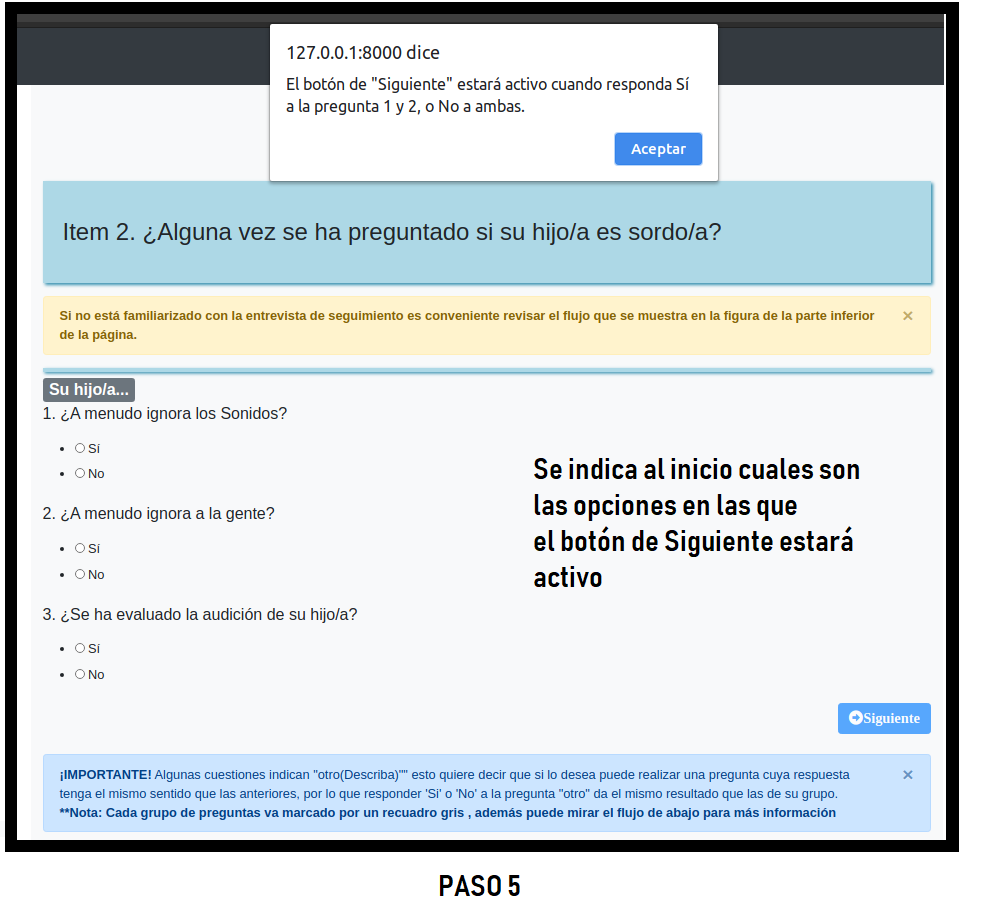 127.0.0.1:8000 dice
El botón de "Siguiente" estará activo cuando responda Sí
a la pregunta 1 y 2, o No a ambas.
Aceptar
Item 2. ¿Alguna vez se ha preguntado si su hijo/a es sordo/a?
Si no está familiarizado con la entrevista de seguimiento es conveniente revisar el flujo que se muestra en la figura de la parte inferior
de la página.
×
Su hijo/a...
1. ¿A menudo ignora los Sonidos?
Sí
No
2. ¿A menudo ignora a la gente?
Sí
No
3. ¿Se ha evaluado la audición de su hijo/a?
Sí
No
Se indica al inicio cuales son
las opciones en las que
el botón de Siguiente estará
activo
Siguiente
¡IMPORTANTE! Algunas cuestiones indican "otro(Describa)"" esto quiere decir que si lo desea puede realizar una pregunta cuya respuesta
tenga el mismo sentido que las anteriores, por lo que responder 'Si' o 'No' a la pregunta "otro" da el mismo resultado que las de su grupo.
**Nota: Cada grupo de preguntas va marcado por un recuadro gris , además puede mirar el flujo de abajo para más información
×
PASO 5